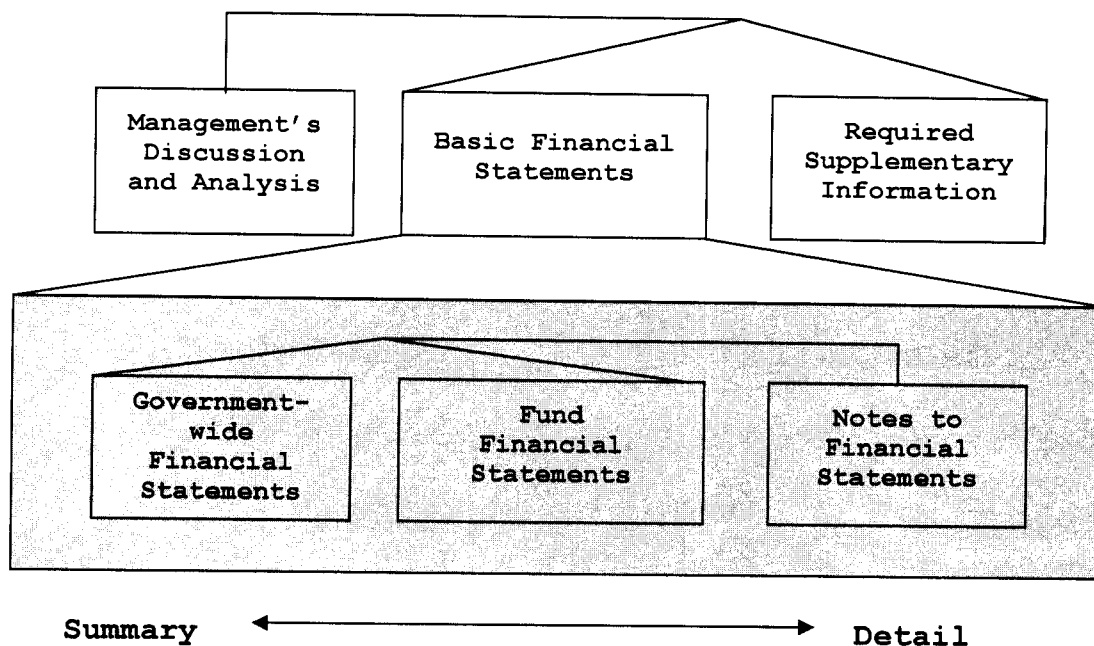 Management's
Discussion
and Analysis
Basic Financial
Statements
Required
Supplementary
Information
Government-
wide
Financial
Statements
Fund
Financial
Statements
Notes to
Financial
Statements
Summary
Detail